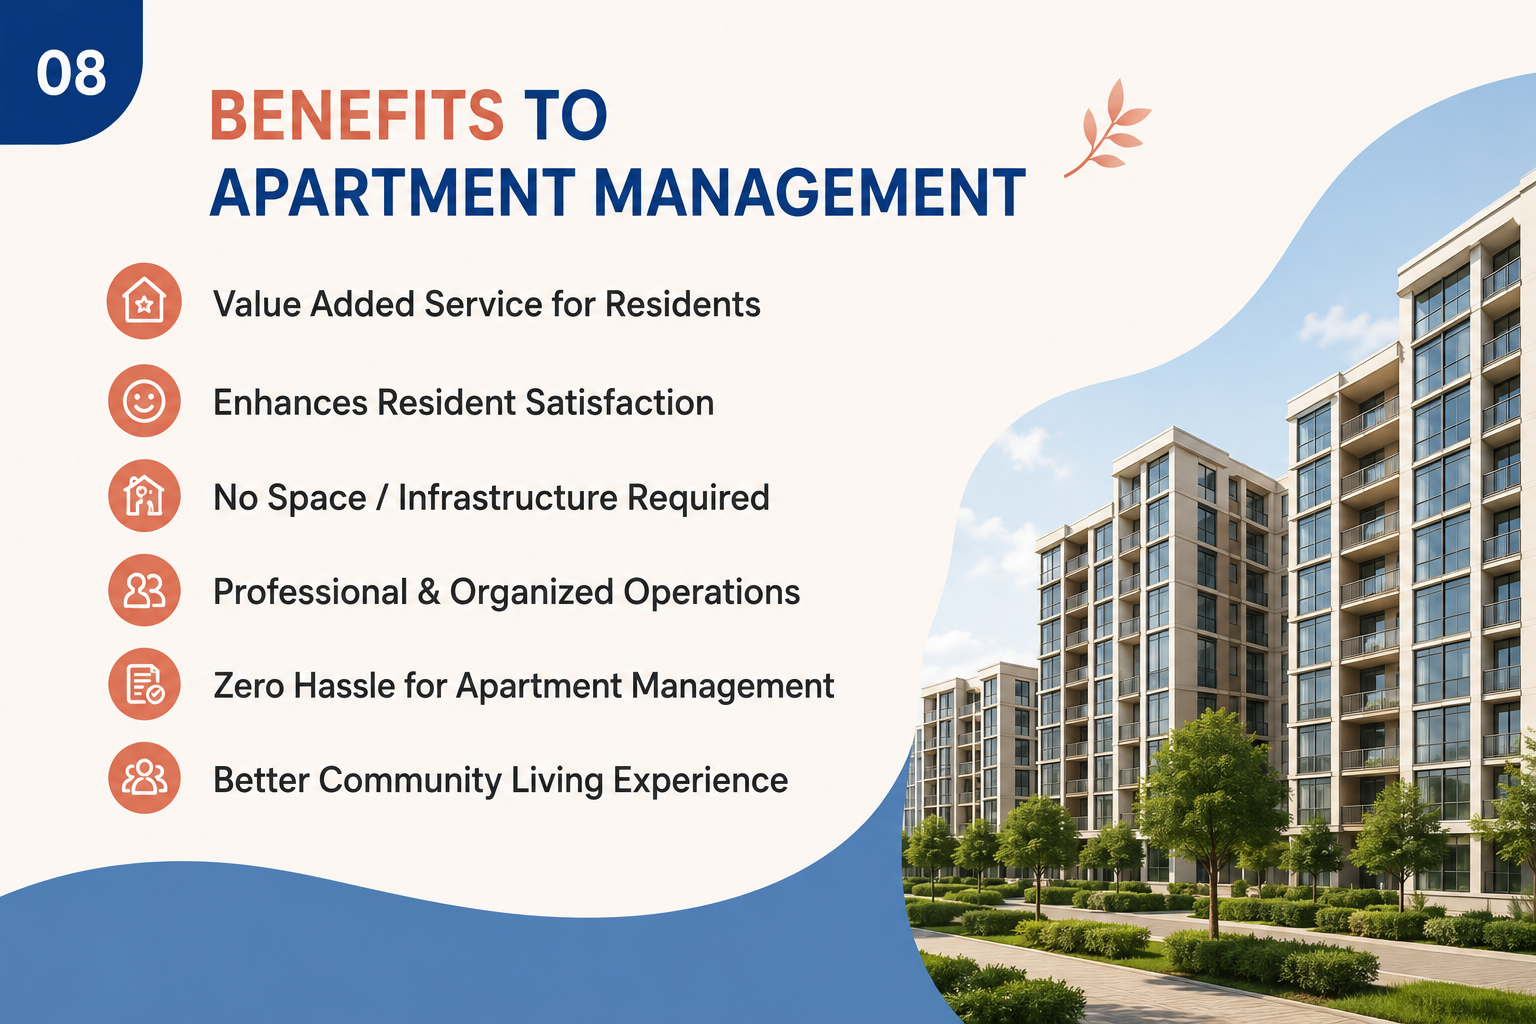 08
BENEFITS TO
APARTMENT MANAGEMENT
Value Added Service for Residents
Enhances Resident Satisfaction
No Space / Infrastructure Required
Professional & Organized Operations
Zero Hassle for Apartment Management
Better Community Living Experience